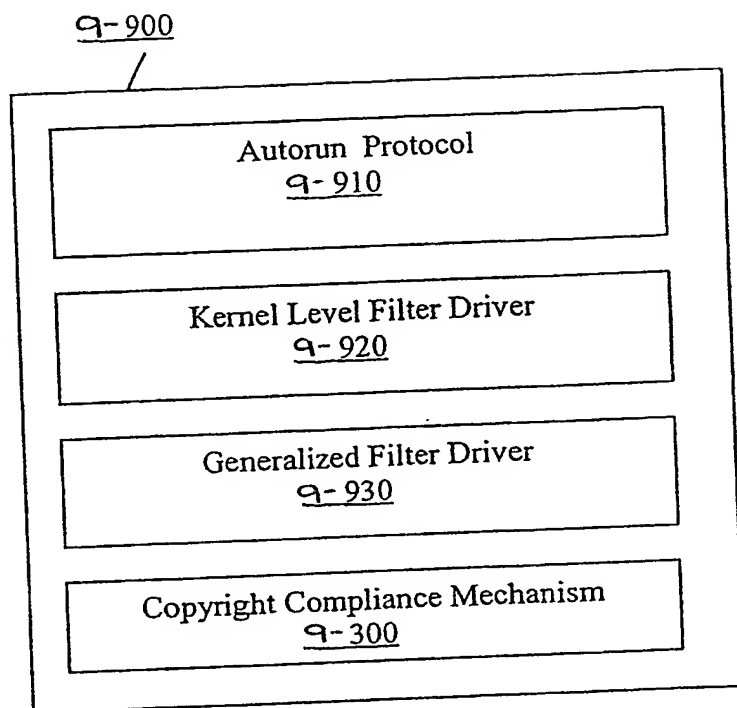 9-900
Autorun Protocol
9-910
Kernel Level Filter Driver
9-920
Generalized Filter Driver
9-930
Copyright Compliance Mechanism
9-300